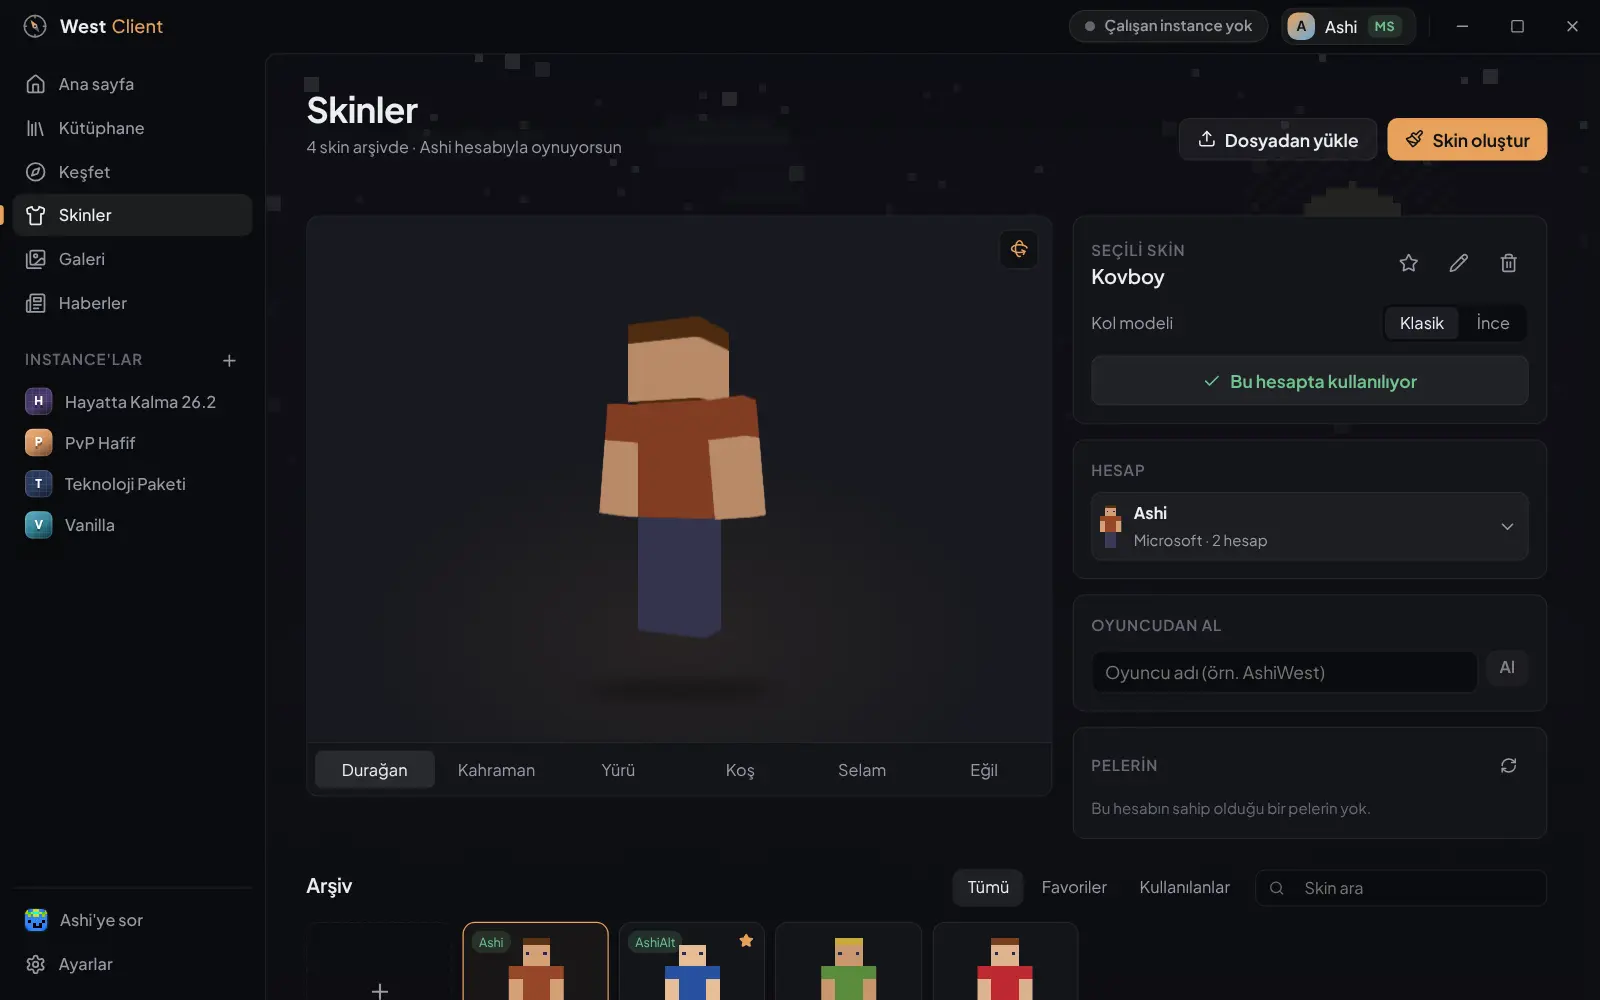 West Client
Çalışan instance yok
A
Ashi
MS
Ana sayfa
Kütüphane
Keşfet
Skinler
Galeri
Haberler
INSTANCE'LAR
H
Hayatta Kalma 26.2
P
PvP Hafif
T
Teknoloji Paketi
V
Vanilla
Ashi'ye sor
Ayarlar
Skinler
4 skin arşivde · Ashi hesabıyla oynuyorsun
Dosyadan yükle
Skin oluştur
Durağan
Kahraman
Yürü
Koş
Selam
Eğil
SEÇİLİ SKIN
Kovboy
Kol modeli
Klasik
İnce
Bu hesapta kullanılıyor
HESAP
Ashi
Microsoft · 2 hesap
OYUNCUDAN AL
Oyuncu adı (örn. AshiWest)
Al
PELERİN
Bu hesabın sahip olduğu bir pelerin yok.
Arşiv
Tümü
Favoriler
Kullanılanlar
Skin ara
Ashi
AshiAlt